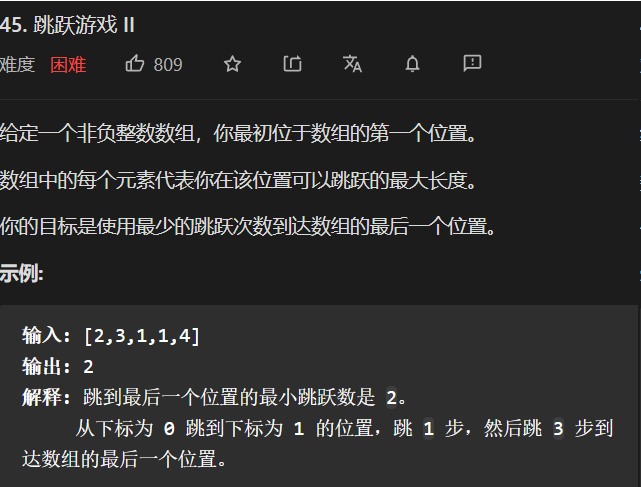 45. 跳跃游戏 II
难度 困难 809
给定一个非负整数数组，你最初位于数组的第一个位置。
数组中的每个元素代表你在该位置可以跳跃的最大长度。
你的目标是使用最少的跳跃次数到达数组的最后一个位置。
示例:
输入: [2,3,1,1,4]
输出: 2
解释: 跳到最后一个位置的最小跳跃数是 2。
从下标为 0 跳到下标为 1 的位置，跳 1 步，然后跳 3 步到
达数组的最后一个位置。